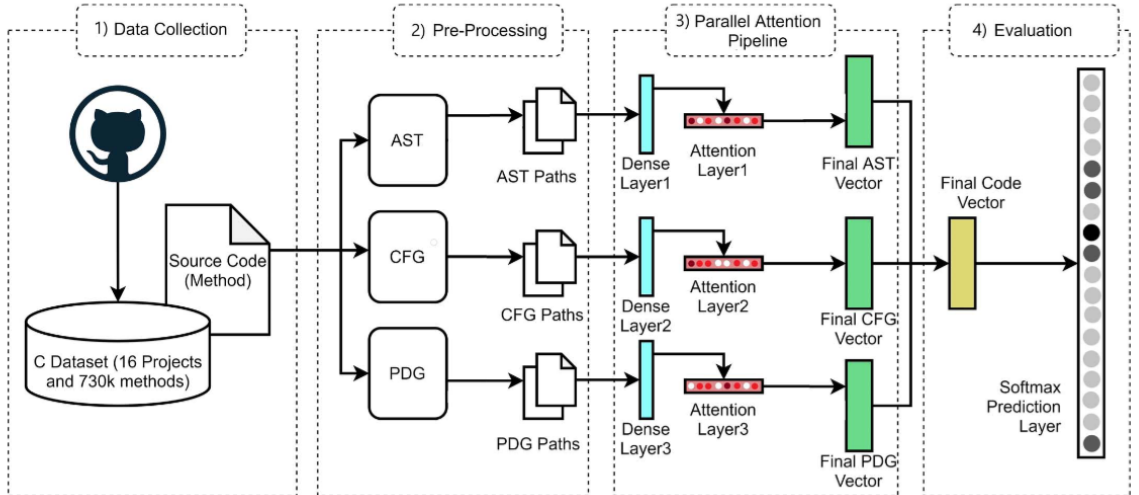 1) Data Collection
2) Pre-Processing
3) Parallel Attention
Pipeline
4) Evaluation
Source Code
(Method)
C Dataset (16 Projects
and 730k methods)
AST
AST Paths
Dense
Layer1
Attention
Layer1
Final AST
Vector
CFG
CFG Paths
Dense
Layer2
Attention
Layer2
Final CFG
Vector
PDG
PDG Paths
Dense
Layer3
Attention
Layer3
Final PDG
Vector
Final Code
Vector
Softmax
Prediction
Layer